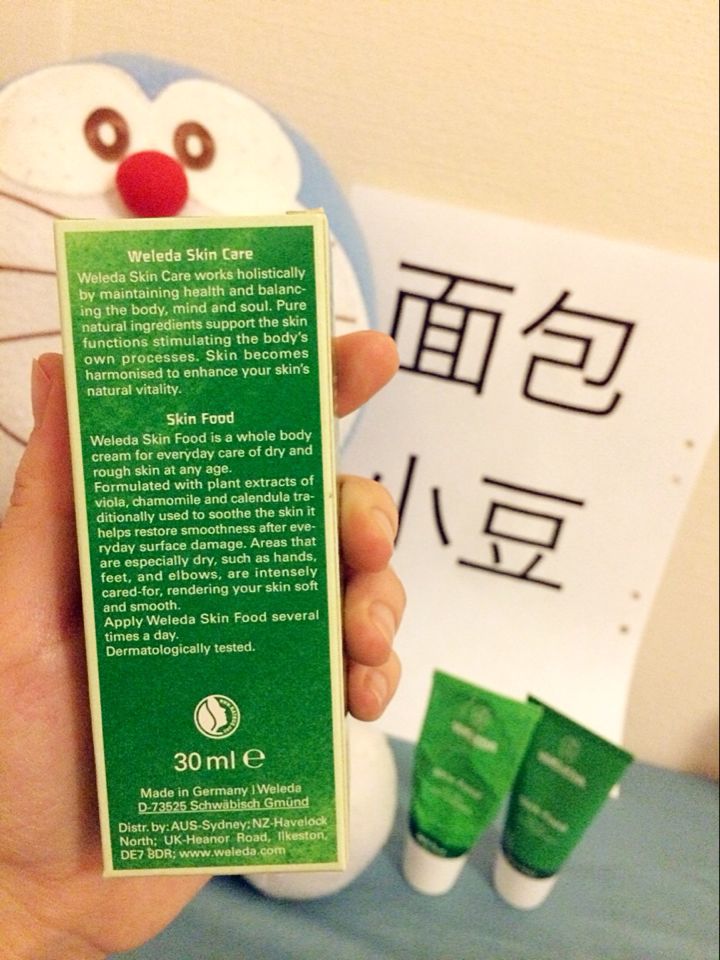 Weleda Skin Care
Weleda Skin Care works holistically
by maintaining health and balanc-
ing the body, mind and soul. Pure
natural ingredients support the skin
functions stimulating the body's
own processes. Skin becomes
harmonised to enhance your skin's
natural vitality.
Skin Food
Weleda Skin Food is a whole body
cream for everyday care of dry and
rough skin at any age.
Formulated with plant extracts of
viola, chamomile and calendula tra-
ditionally used to soothe the skin it
helps restore smoothness after eve-
ryday surface damage. Areas that
are especially dry, such as hands,
feet, and elbows, are intensely
cared-for, rendering your skin soft
and smooth.
Apply Weleda Skin Food several
times a day.
Dermatologically tested.
30 ml e
Made in Germany | Weleda
D-73525 Schwäbisch Gmünd
Distr. by: AUS-Sydney; NZ-Havelock
North; UK-Heanor Road, Ilkeston,
DE7 8DR; www.weleda.com
面包
小豆
WELEDA
WELEDA